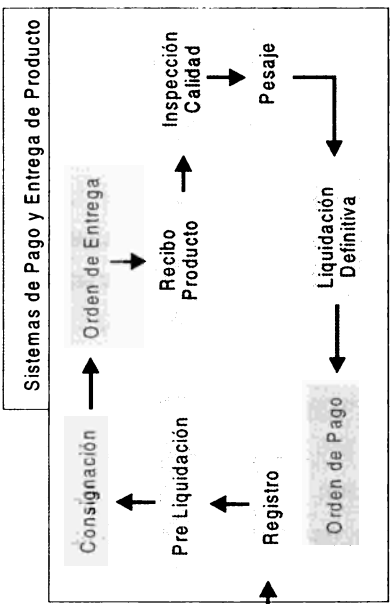 Sistemas de Pago y Entrega de Producto
Consignación
Orden de Entrega
Inspección
Calidad
Pre Liquidación
Recibo
Producto
Pesaje
Registro
Orden de Pago
Liquidación
Definitiva